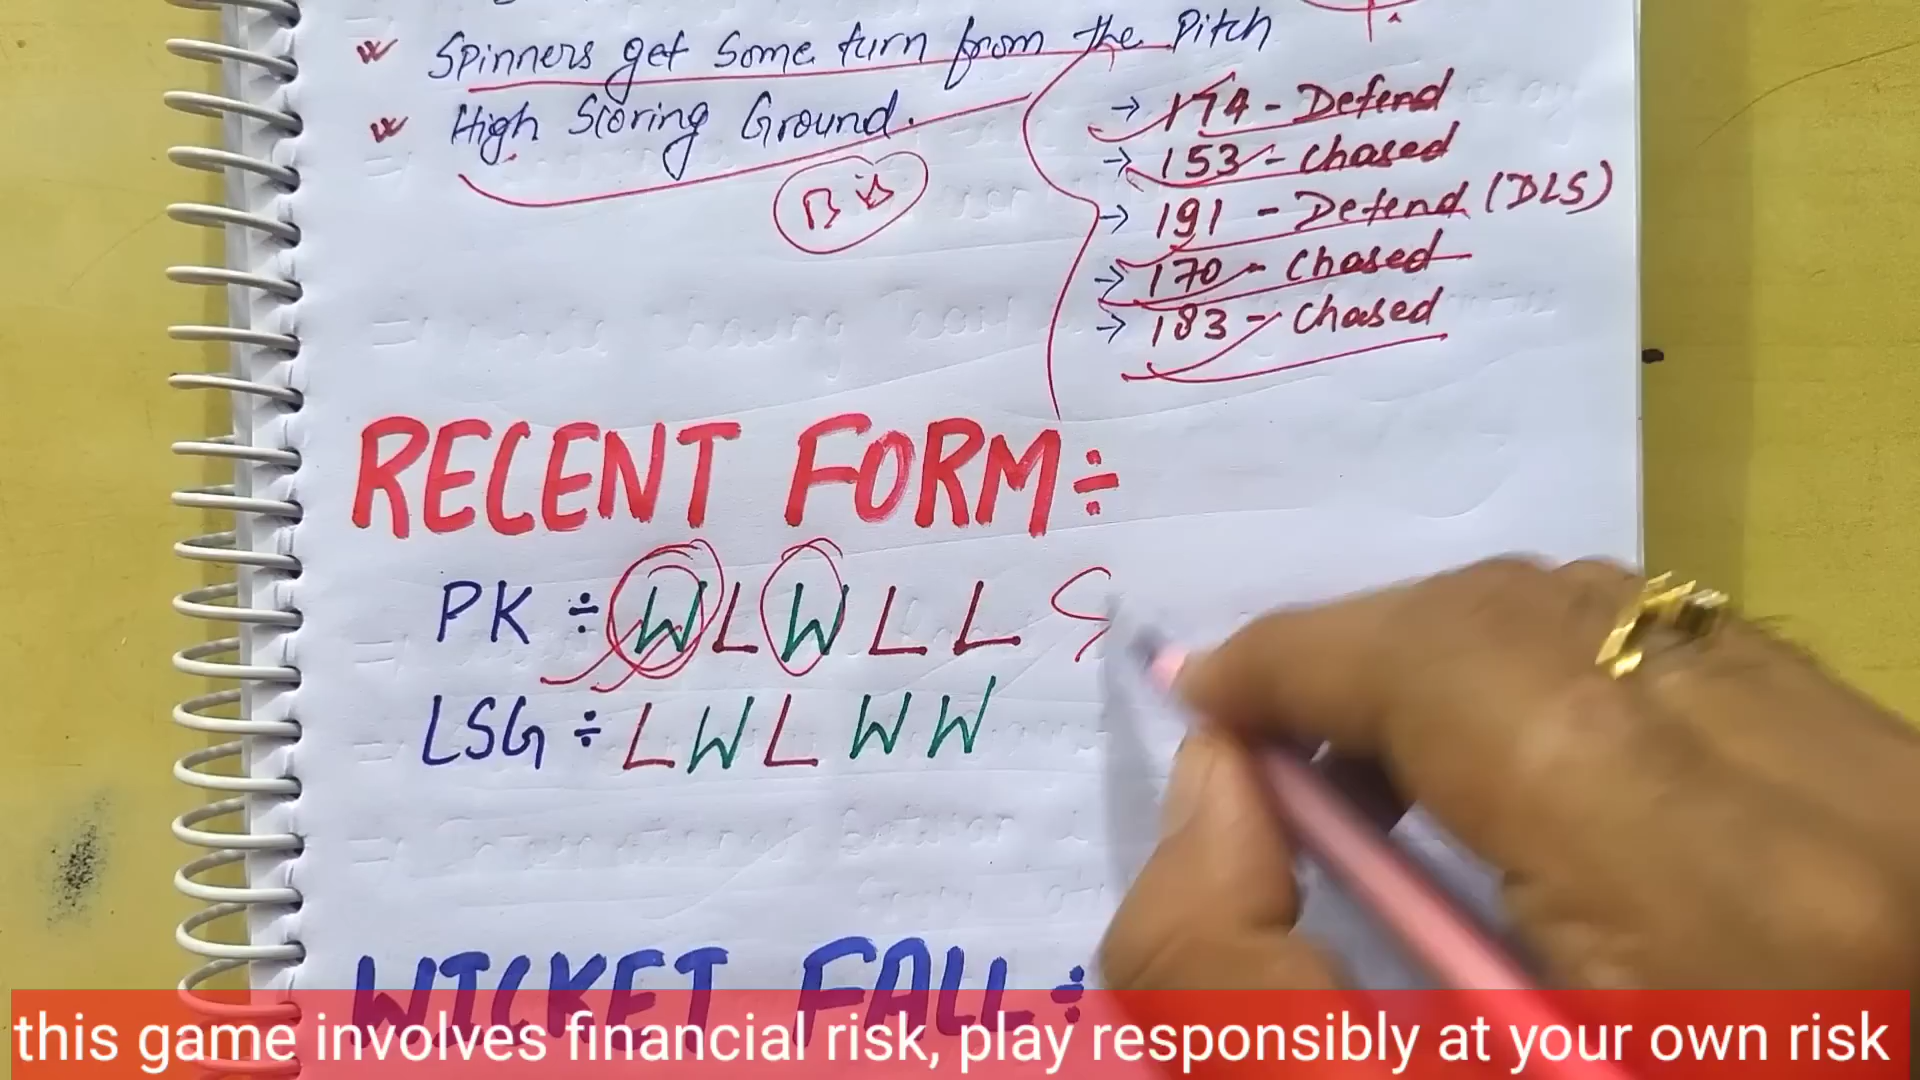 Spinners get some turn from the Pitch
High Scoring Ground.
→ 174 - Defend
→ 153 - Chased
→ 191 - Defend (DLS)
→ 170 - Chased
→ 183 - Chased
RECENT FORM ÷
PK ÷ W L W L L
LSG ÷ L W L W W
WICKET FALL ÷
this game involves financial risk, play responsibly at your own risk